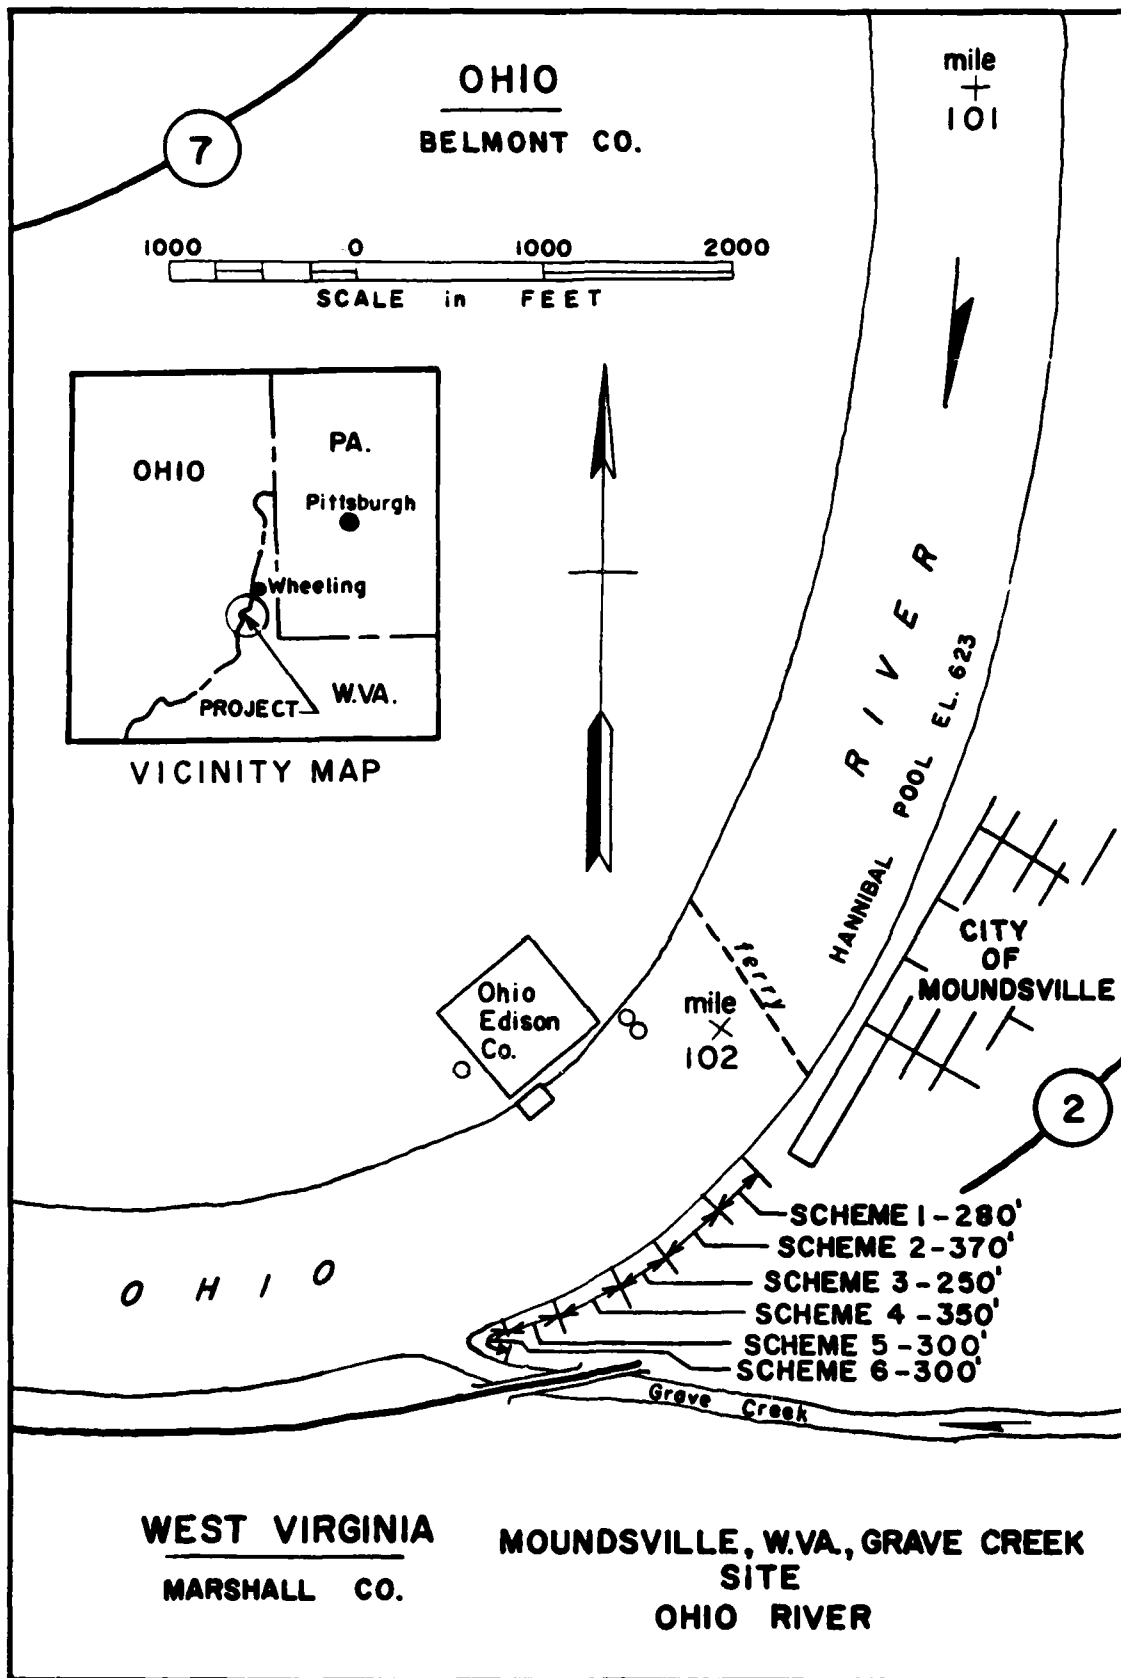 OHIO
BELMONT CO.
7
mile
101
1000 0 1000 2000
SCALE in FEET
OHIO
PA.
Pittsburgh
Wheeling
PROJECT
W.VA.
VICINITY MAP
RIVER
HANNIBAL POOL EL. 623
ferry
CITY
OF
MOUNDSVILLE
Ohio
Edison
Co.
mile
102
2
SCHEME 1-280'
SCHEME 2-370'
SCHEME 3-250'
SCHEME 4-350'
SCHEME 5-300'
SCHEME 6-300'
OHIO
Grave Creek
WEST VIRGINIA
MARSHALL CO.
MOUNDSVILLE, W.VA., GRAVE CREEK
SITE
OHIO RIVER